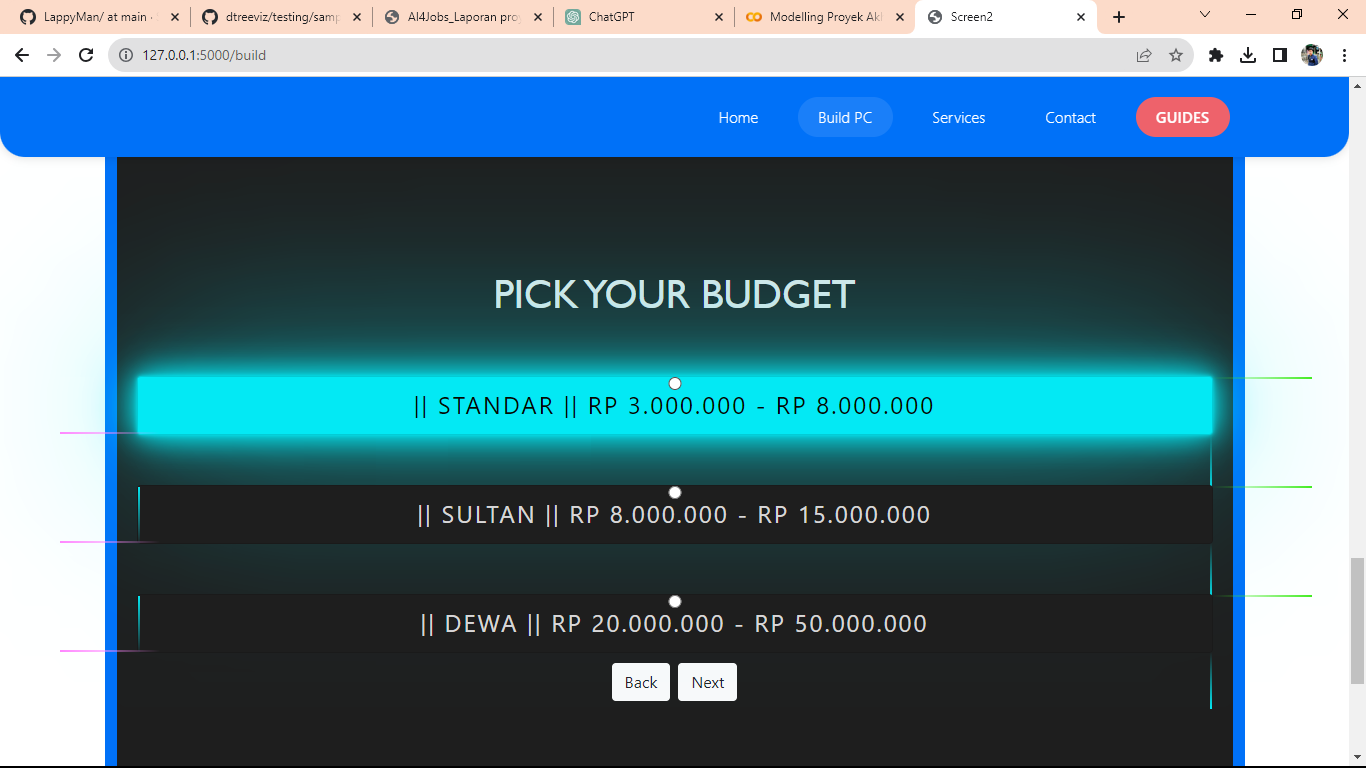 LappyMan/ at main ·
dtreeviz/testing/samp
AI4Jobs_Laporan pro
ChatGPT
Modelling Proyek Ak
Screen2
127.0.0.1:5000/build
Home
Build PC
Services
Contact
GUIDES
PICK YOUR BUDGET
|| STANDAR || RP 3.000.000 - RP 8.000.000
|| SULTAN || RP 8.000.000 - RP 15.000.000
|| DEWA || RP 20.000.000 - RP 50.000.000
Back
Next